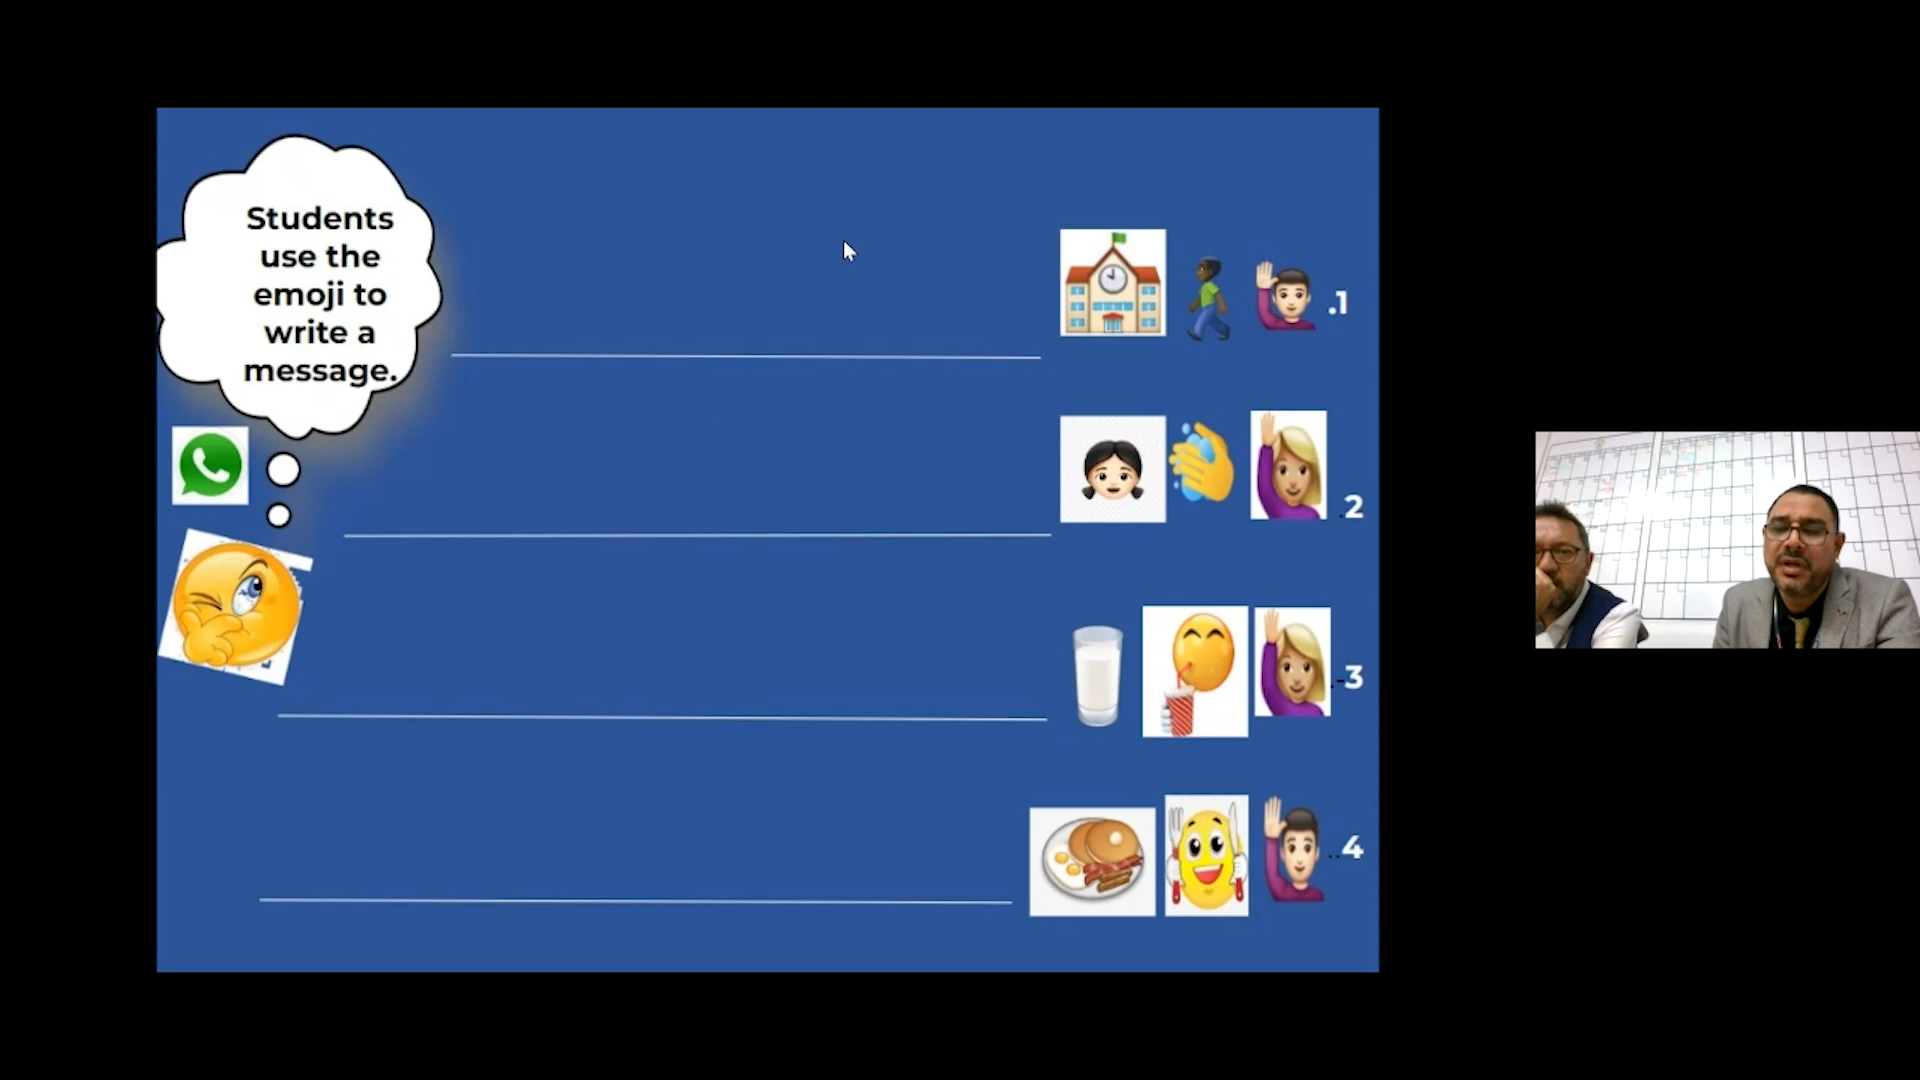 Students
use the
emoji to
write a
message.
.1
.2
.-3
..4